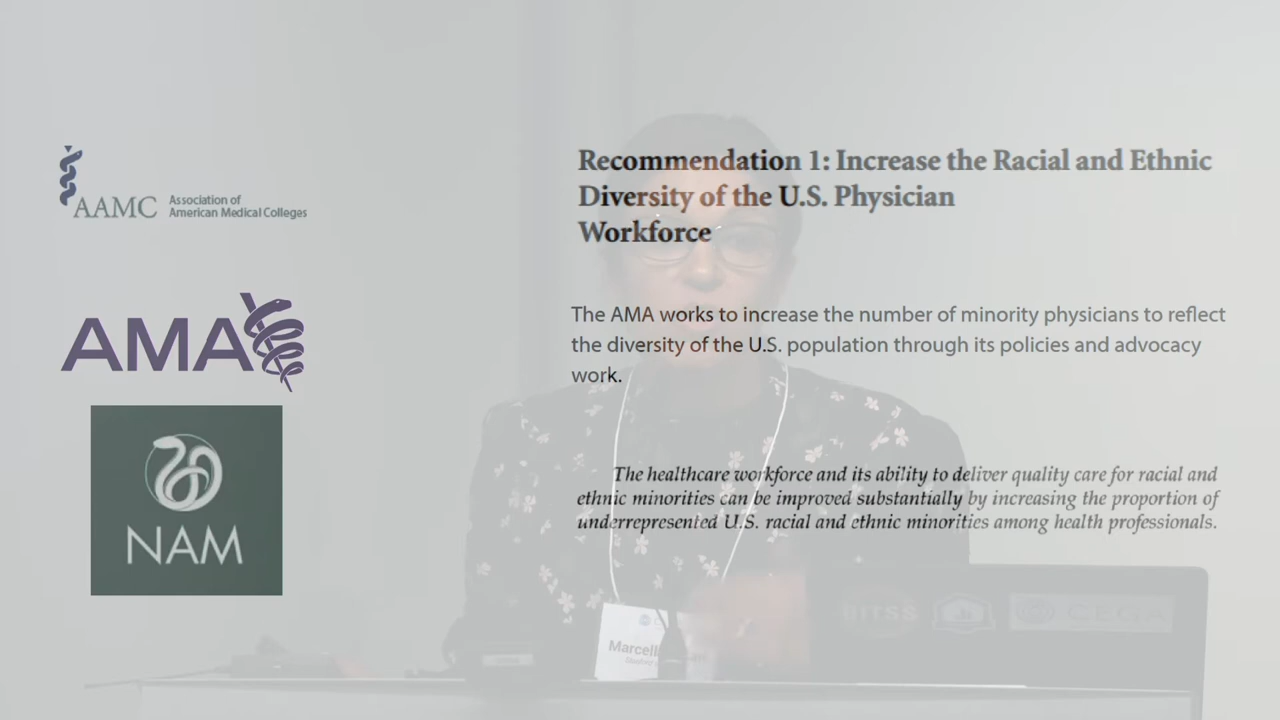 AAMC
Association of
American Medical Colleges
Recommendation 1: Increase the Racial and Ethnic
Diversity of the U.S. Physician
Workforce
AMA
The AMA works to increase the number of minority physicians to reflect
the diversity of the U.S. population through its policies and advocacy
work.
NAM
The healthcare workforce and its ability to deliver quality care for racial and
ethnic minorities can be improved substantially by increasing the proportion of
underrepresented U.S. racial and ethnic minorities among health professionals.
BITSS
CEGA